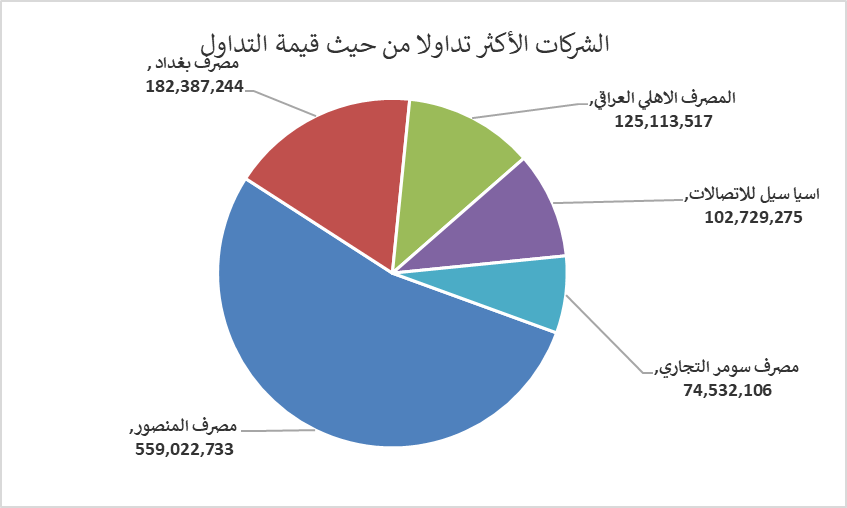 الشركات الأكثر تداولا من حيث قيمة التداول
مصرف بغداد ,
182,387,244
المصرف الاهلي العراقي,
125,113,517
اسيا سيل للاتصالات,
102,729,275
مصرف سومر التجاري,
74,532,106
مصرف المنصور,
559,022,733